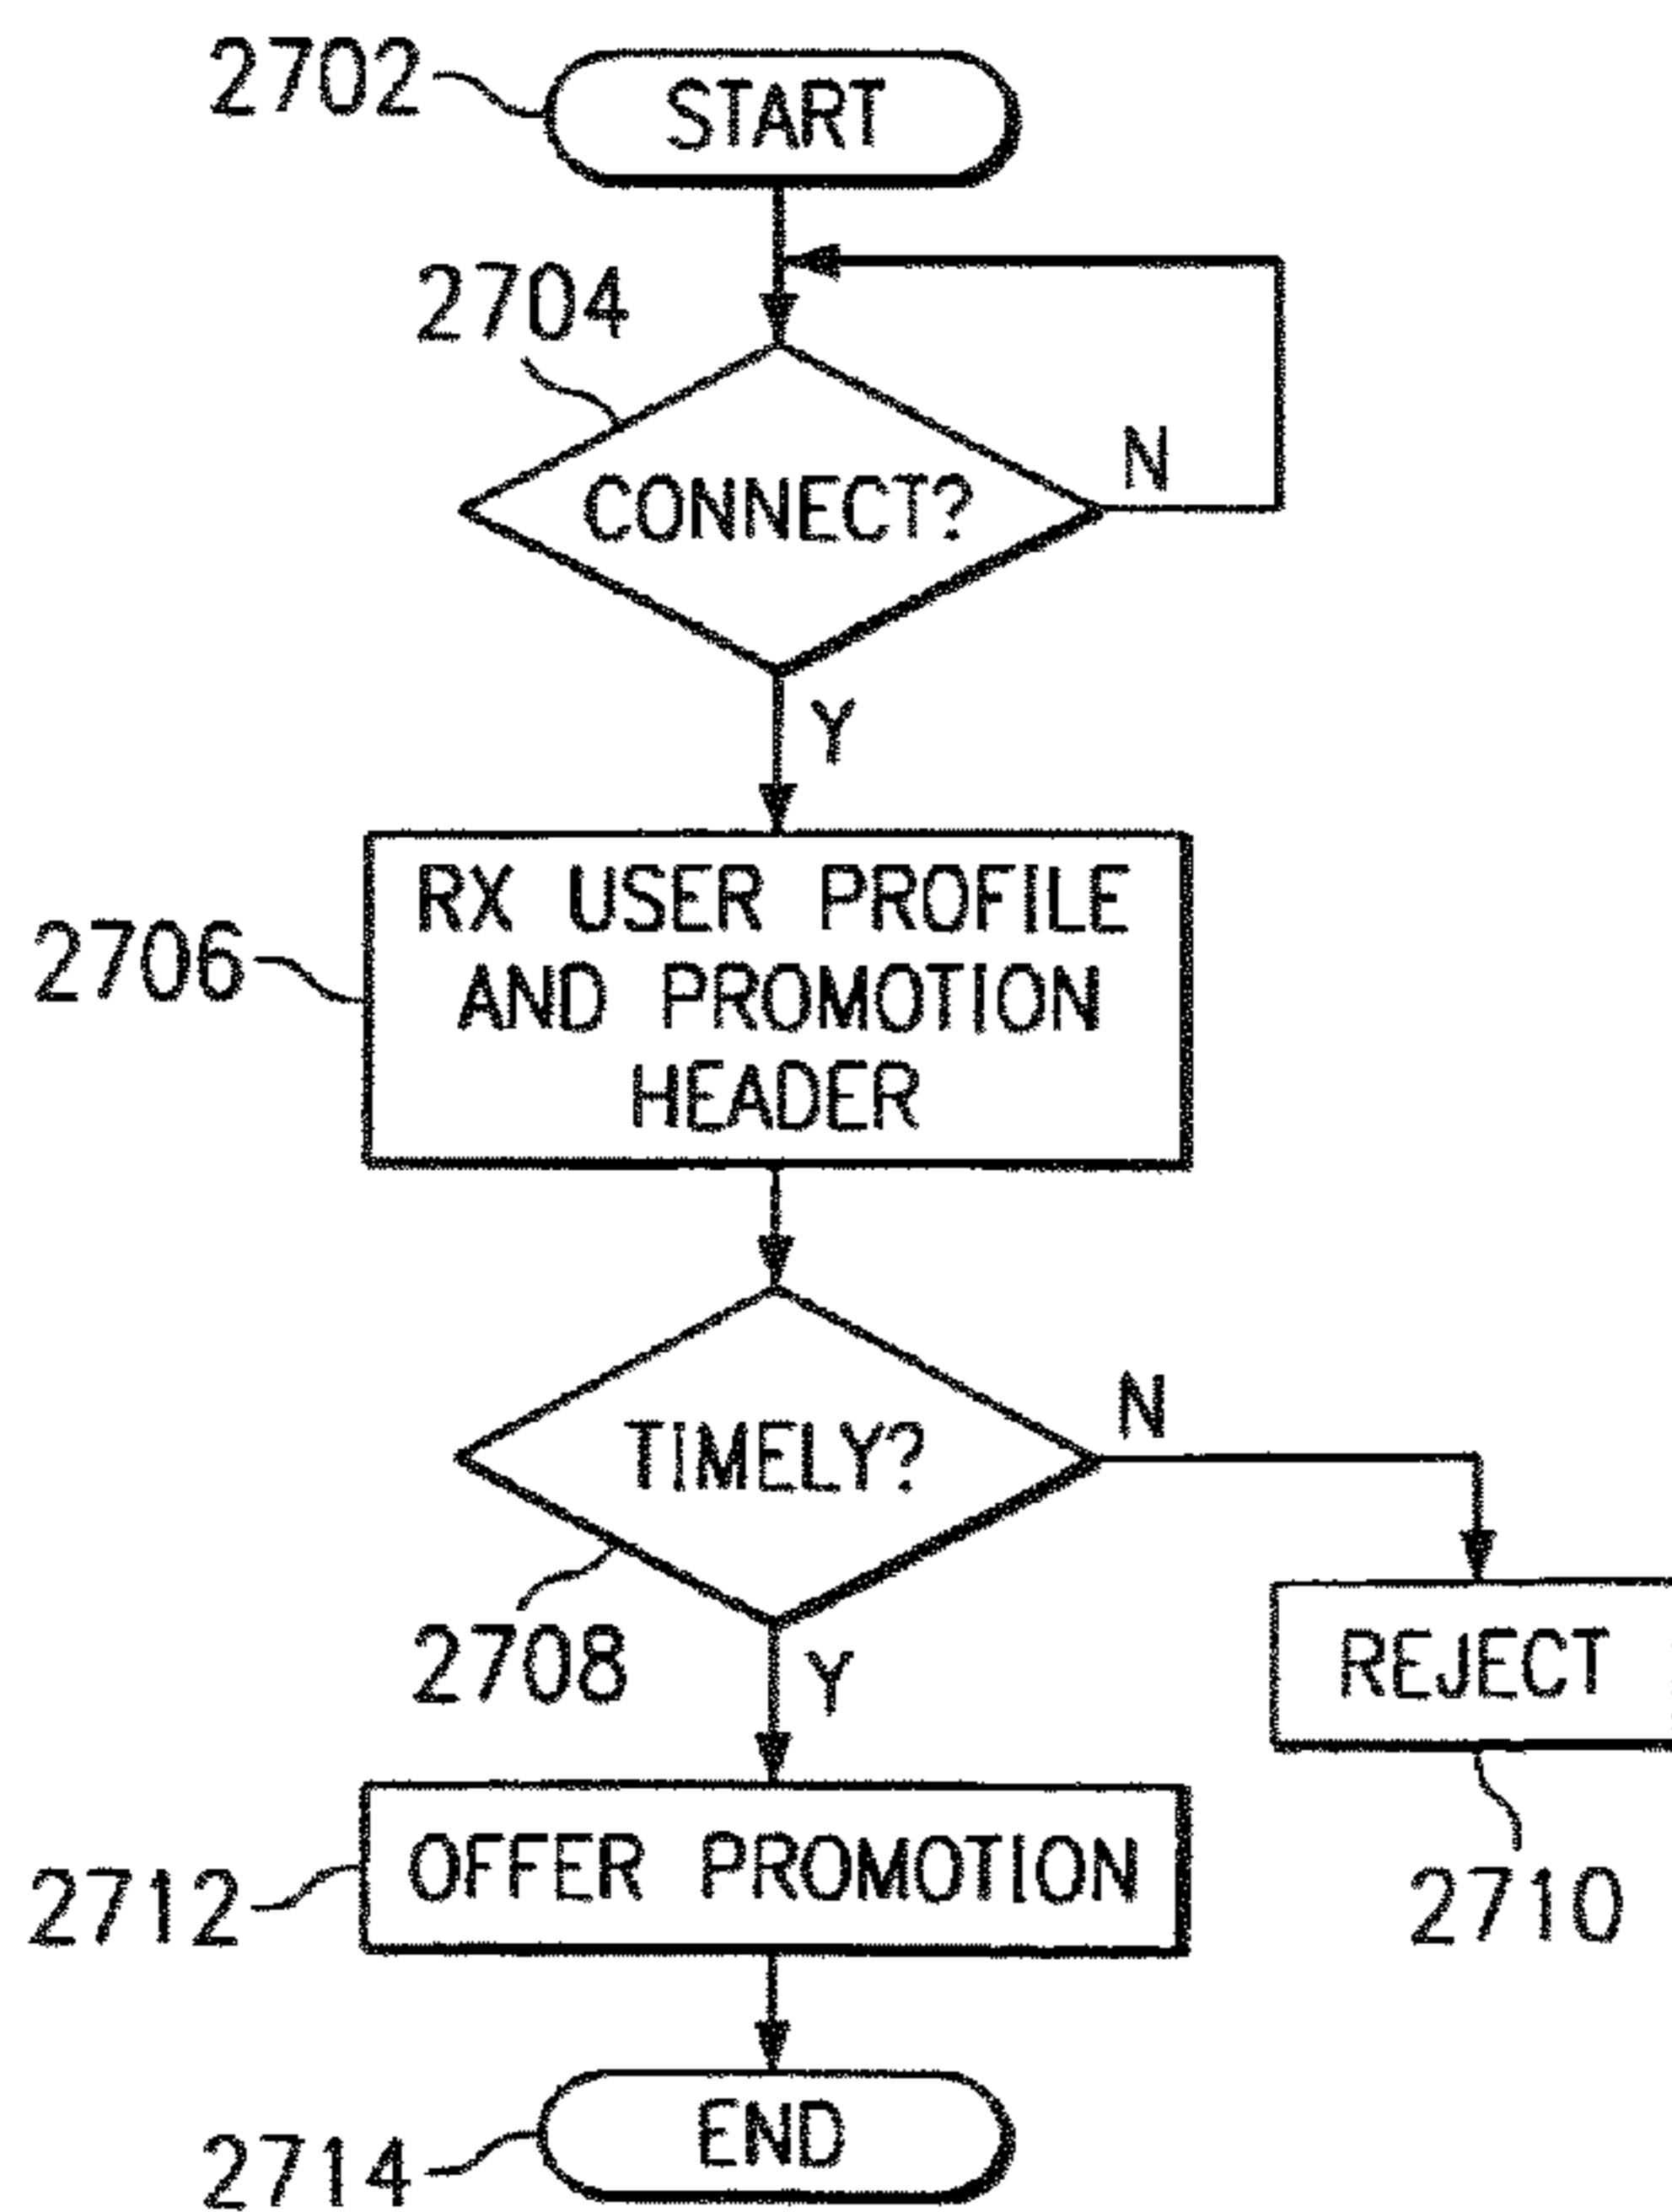 2702
START
2704
CONNECT?
N
Y
2706
RX USER PROFILE
AND PROMOTION
HEADER
TIMELY?
N
2708
Y
REJECT
2712
OFFER PROMOTION
2710
2714
END